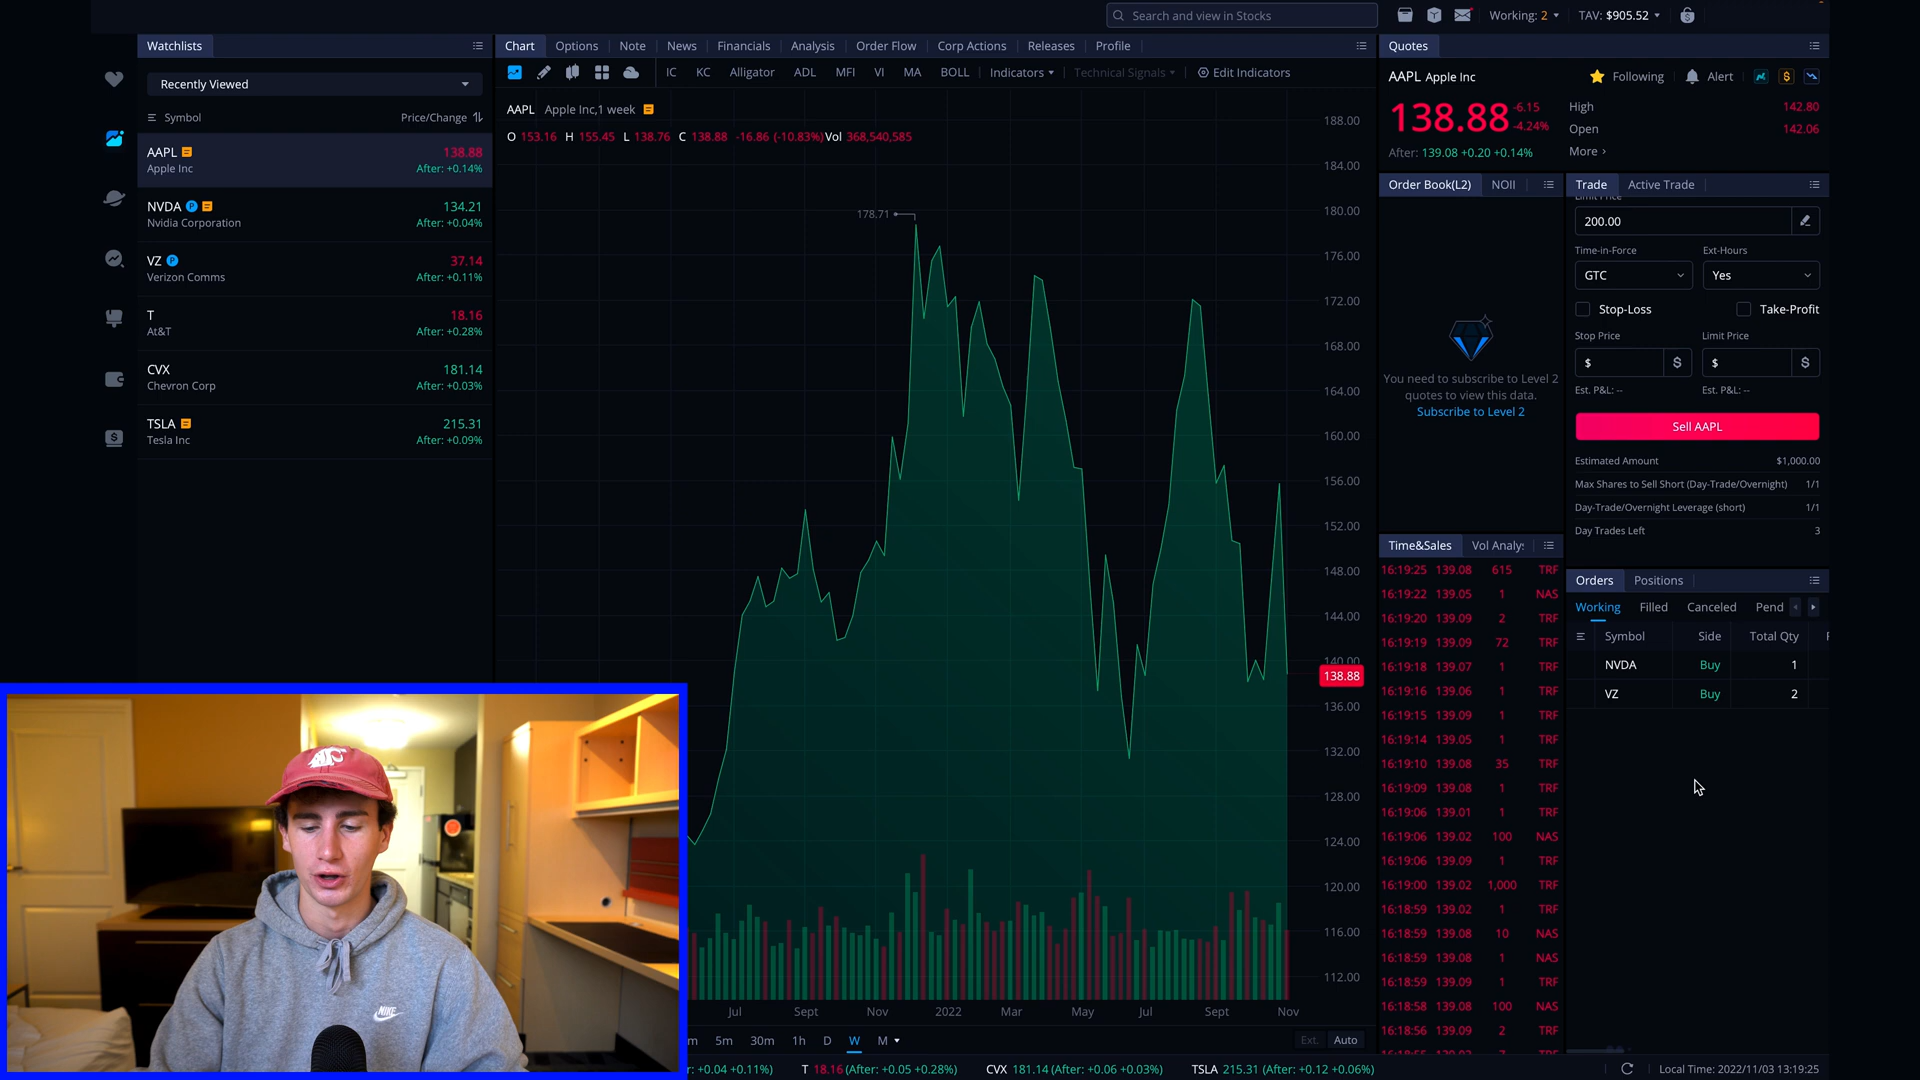 Search and view in Stocks
Working: 2
TAV: $905.52
Watchlists
Recently Viewed
Symbol
Price/Change
AAPL
138.88
Apple Inc
After: +0.14%
NVDA
P
134.21
Nvidia Corporation
After: +0.04%
VZ
P
37.14
Verizon Comms
After: +0.11%
T
18.16
At&T
After: +0.28%
CVX
181.14
Chevron Corp
After: +0.03%
TSLA
215.31
Tesla Inc
After: +0.09%
Chart Options Note News Financials Analysis Order Flow Corp Actions Releases Profile
IC KC Alligator ADL MFI VI MA BOLL Indicators Technical Signals Edit Indicators
AAPL Apple Inc,1 week
O 153.16 H 155.45 L 138.76 C 138.88 -16.86 (-10.83%) Vol 368,540,585
178.71
188.00
184.00
180.00
176.00
172.00
168.00
164.00
160.00
156.00
152.00
148.00
144.00
140.00
138.88
136.00
132.00
128.00
124.00
120.00
116.00
112.00
Jul Sept Nov 2022 Mar May Jul Sept Nov
m 5m 30m 1h D W M
Ext. Auto
Quotes
AAPL Apple Inc
Following
Alert
$
138.88
-6.15
-4.24%
After: 139.08 +0.20 +0.14%
High 142.80
Open 142.06
More
Order Book(L2) NOII
You need to subscribe to Level 2
quotes to view this data.
Subscribe to Level 2
Trade Active Trade
Limit Price
200.00
Time-in-Force Ext-Hours
GTC Yes
Stop-Loss Take-Profit
Stop Price Limit Price
$ $ $ $
Est. P&L: -- Est. P&L: --
Sell AAPL
Estimated Amount $1,000.00
Max Shares to Sell Short (Day-Trade/Overnight) 1/1
Day-Trade/Overnight Leverage (short) 1/1
Day Trades Left 3
Time&Sales Vol Analy
16:19:25 139.08 615 TRF
16:19:22 139.05 1 NAS
16:19:20 139.09 2 TRF
16:19:19 139.09 72 TRF
16:19:18 139.07 1 TRF
16:19:16 139.06 1 TRF
16:19:15 139.09 1 TRF
16:19:14 139.05 1 TRF
16:19:10 139.08 35 TRF
16:19:09 139.08 1 TRF
16:19:06 139.01 1 TRF
16:19:06 139.02 100 NAS
16:19:06 139.09 1 TRF
16:19:00 139.02 1,000 TRF
16:18:59 139.02 1 TRF
16:18:59 139.08 10 NAS
16:18:59 139.08 1 NAS
16:18:59 139.09 1 TRF
16:18:58 139.08 100 NAS
16:18:56 139.09 2 TRF
Orders Positions
Working Filled Canceled Pend
Symbol Side Total Qty
NVDA Buy 1
VZ Buy 2
NIKE
+0.04 +0.11%) T 18.16 (After: +0.05 +0.28%) CVX 181.14 (After: +0.06 +0.03%) TSLA 215.31 (After: +0.12 +0.06%)
Local Time: 2022/11/03 13:19:25